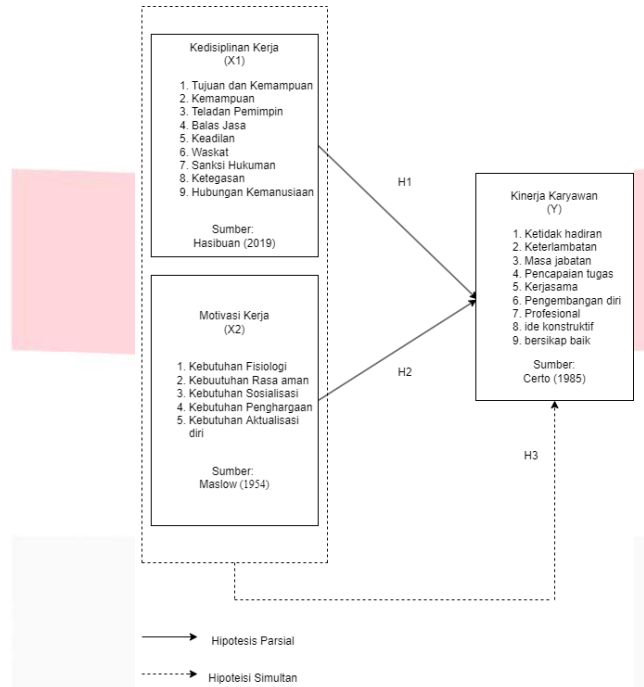 Kedisiplinan Kerja
(X1)
1. Tujuan dan Kemampuan
2. Kemampuan
3. Teladan Pemimpin
4. Balas Jasa
5. Keadilan
6. Waskat
7. Sanksi Hukuman
8. Ketegasan
9. Hubungan Kemanusiaan
Sumber:
Hasibuan (2019)
H1
Kinerja Karyawan
(Y)
1. Ketidak hadiran
2. Keterlambatan
3. Masa jabatan
4. Pencapaian tugas
5. Kerjasama
6. Pengembangan diri
7. Profesional
8. ide konstruktif
9. bersikap baik
Sumber:
Certo (1985)
Motivasi Kerja
(X2)
1. Kebutuhan Fisiologi
2. Kebuutuhan Rasa aman
3. Kebutuhan Sosialisasi
4. Kebutuhan Penghargaan
5. Kebutuhan Aktualisasi
diri
Sumber:
Maslow (1954)
H2
H3
Hipotesis Parsial
Hipoteisi Simultan